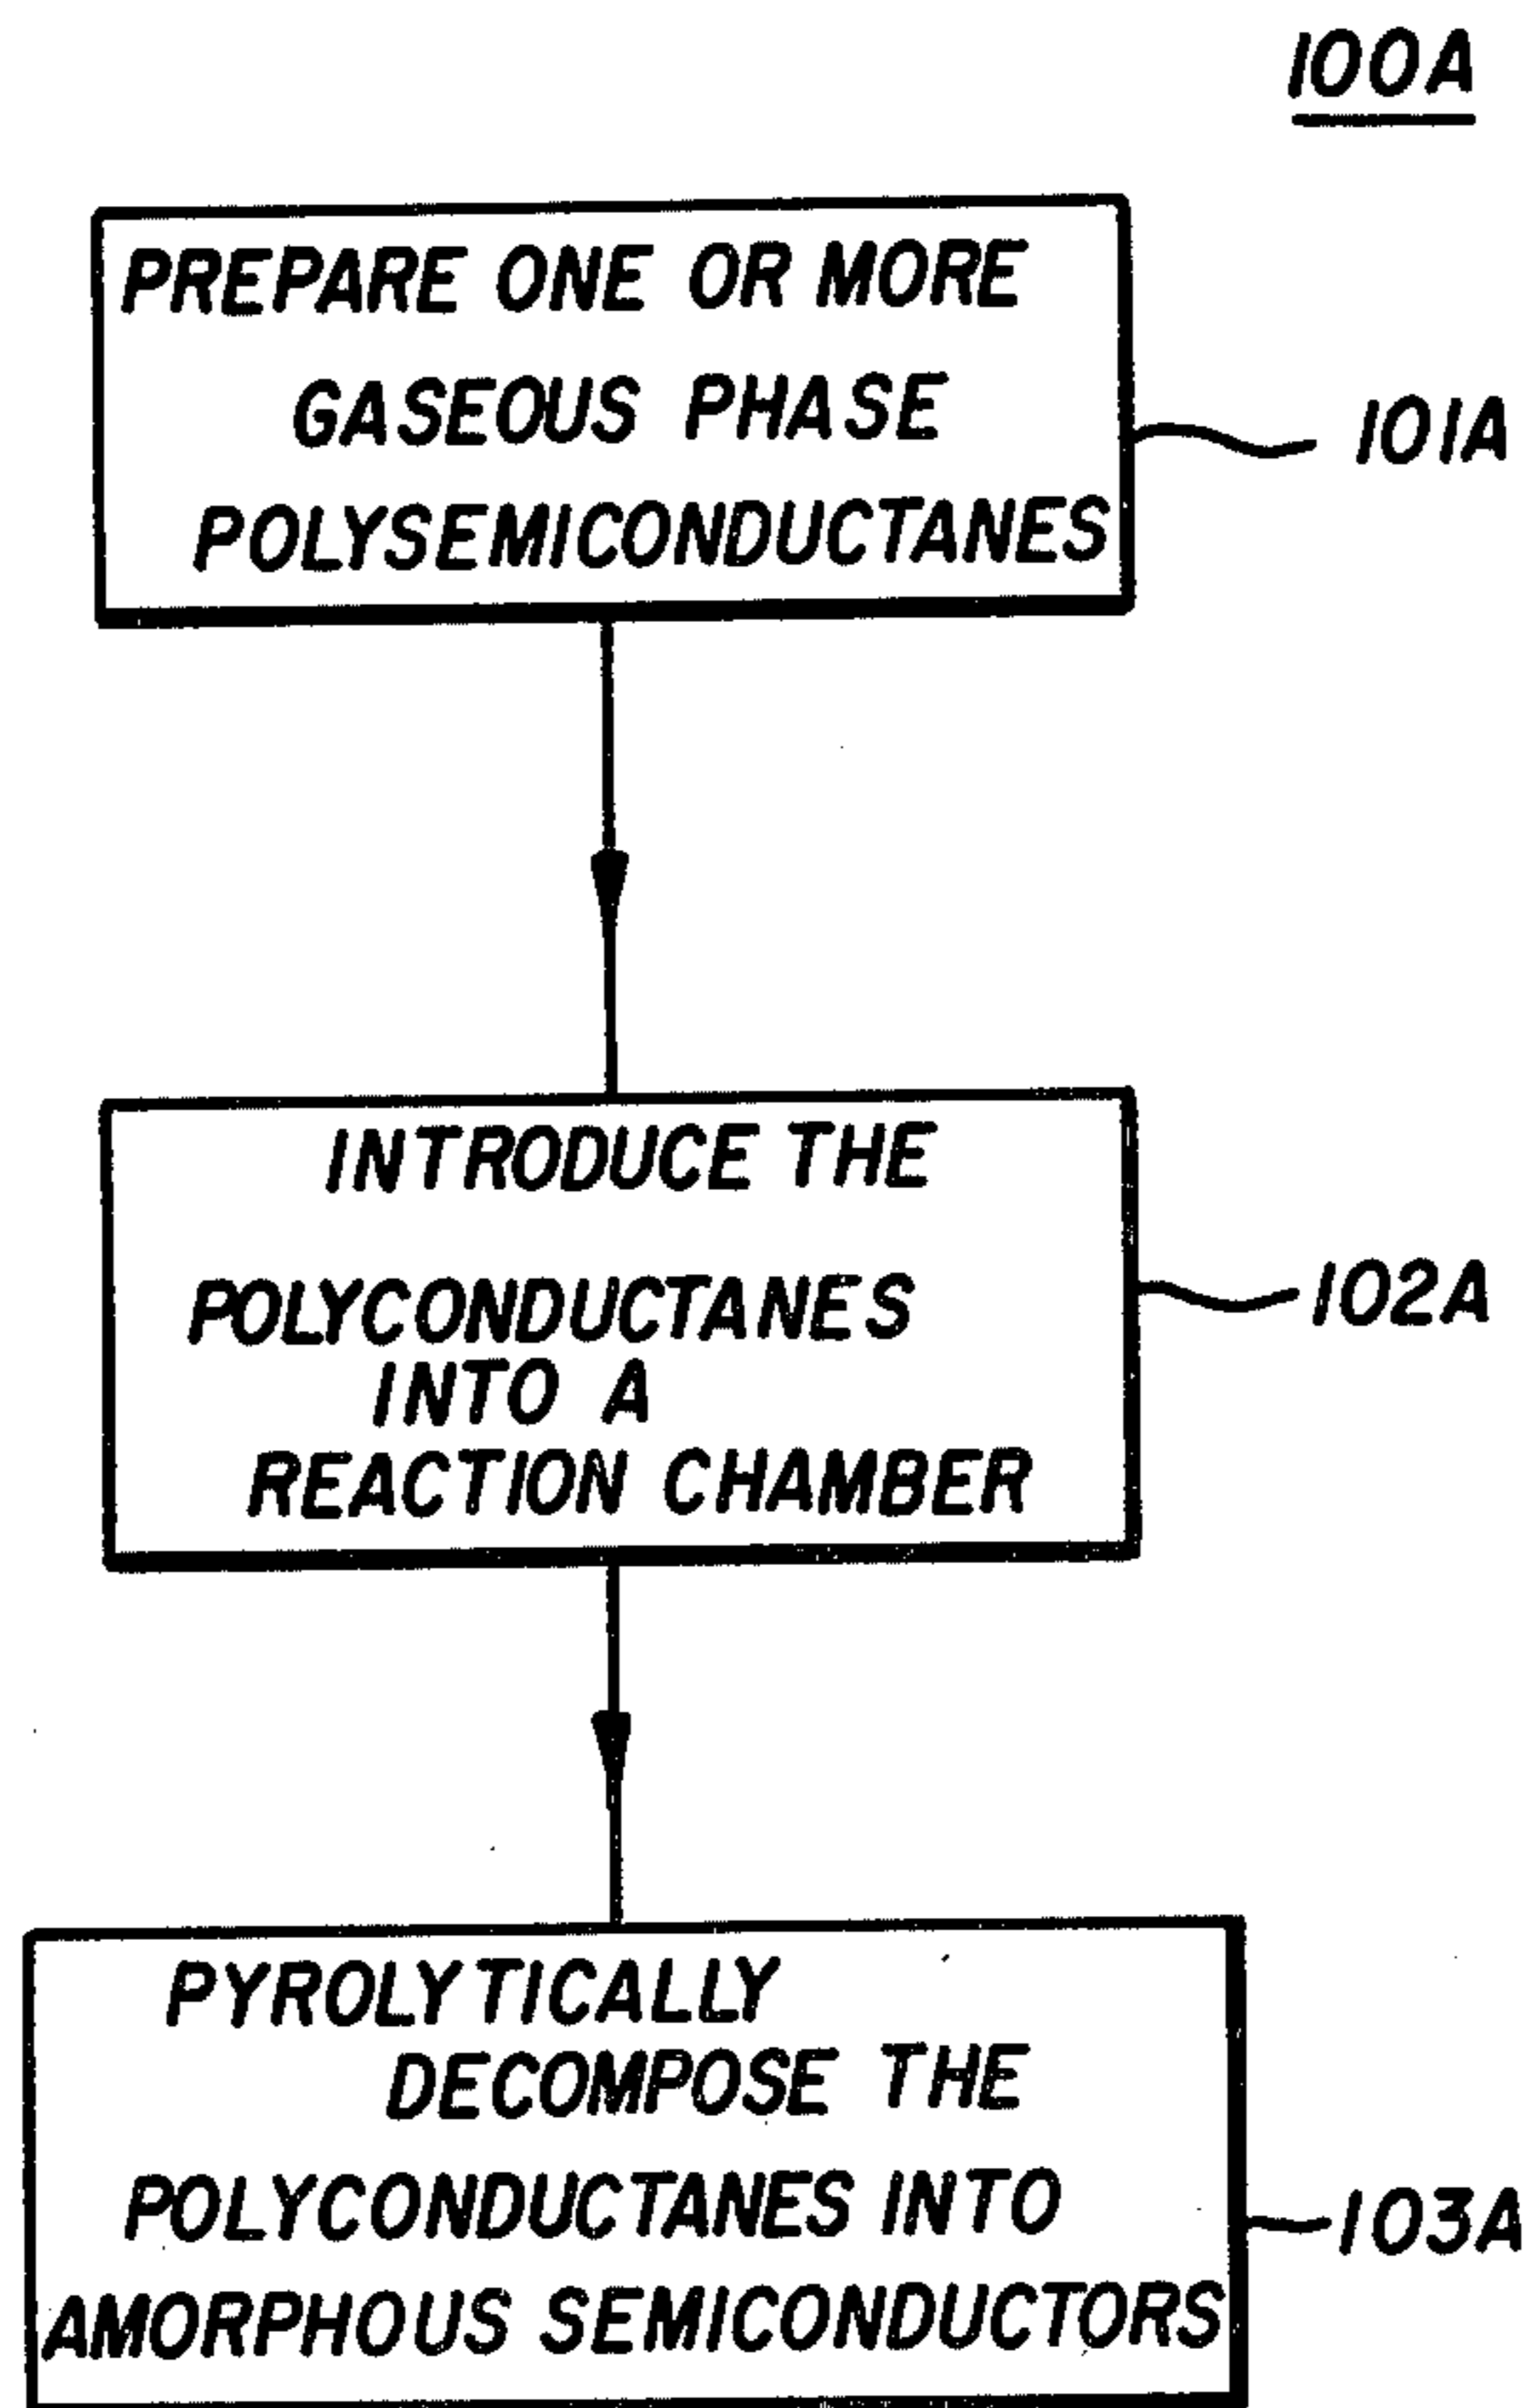 100A
PREPARE ONE OR MORE
GASEOUS PHASE
POLYSEMICONDUCTANES
101A
INTRODUCE THE
POLYCONDUCTANES
INTO A
REACTION CHAMBER
102A
PYROLYTICALLY
DECOMPOSE THE
POLYCONDUCTANES INTO
AMORPHOUS SEMICONDUCTORS
103A